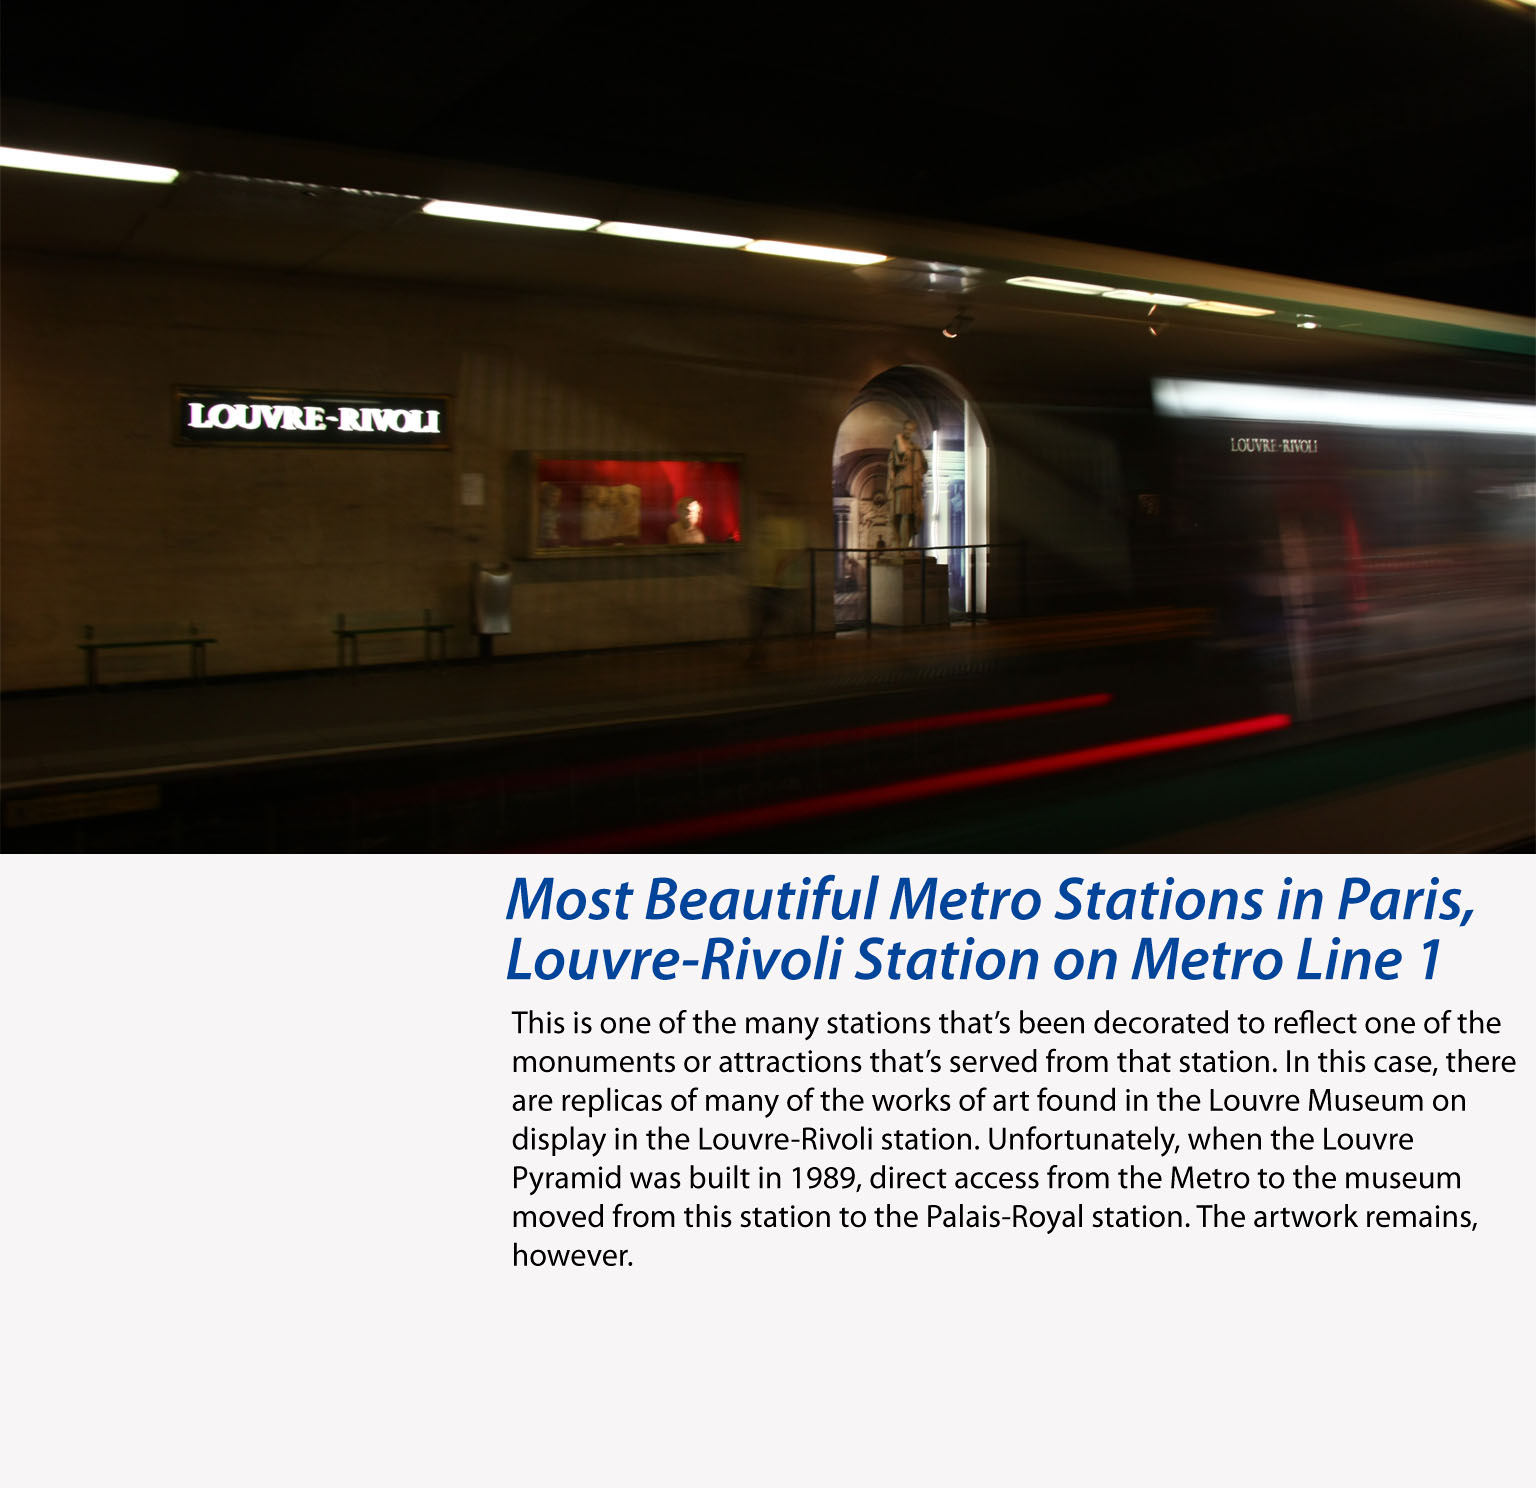 LOUVRE-RIVOLI
LOUVRE-RIVOLI
Most Beautiful Metro Stations in Paris,
Louvre-Rivoli Station on Metro Line 1
This is one of the many stations that’s been decorated to reflect one of the
monuments or attractions that’s served from that station. In this case, there
are replicas of many of the works of art found in the Louvre Museum on
display in the Louvre-Rivoli station. Unfortunately, when the Louvre
Pyramid was built in 1989, direct access from the Metro to the museum
moved from this station to the Palais-Royal station. The artwork remains,
however.